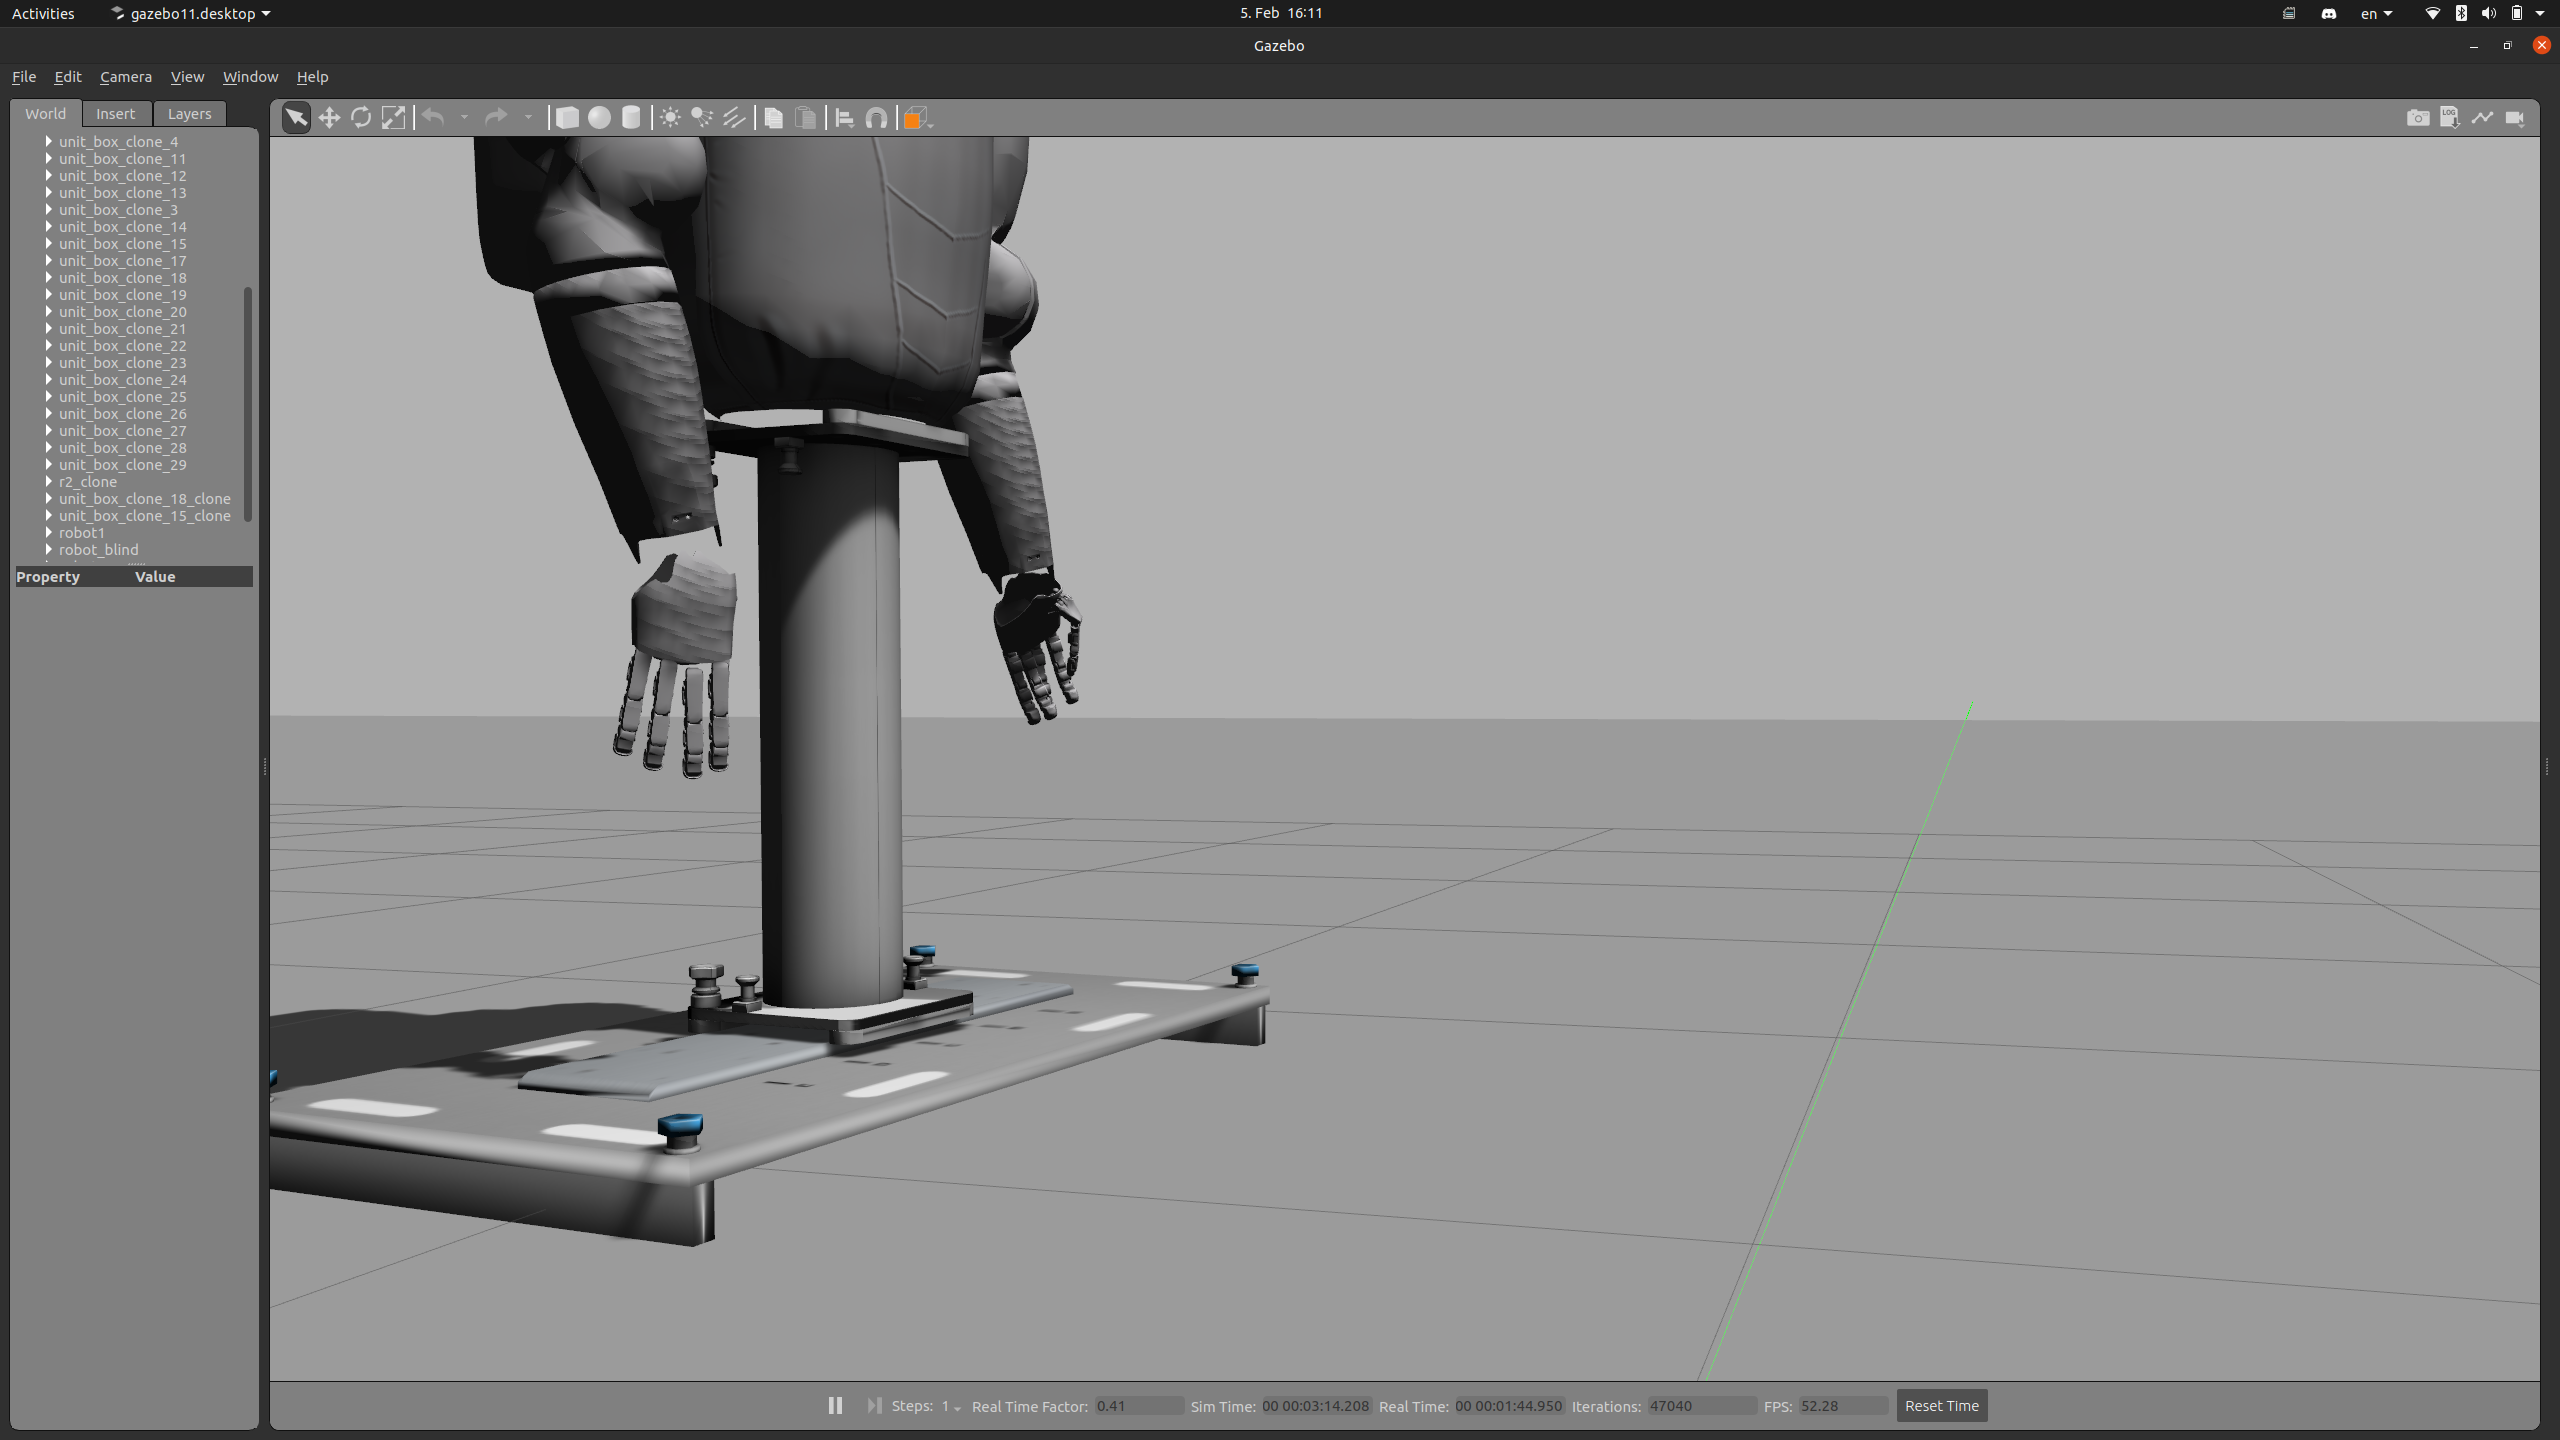 Activities gazebo11.desktop 5. Feb 16:11 en
Gazebo
File Edit Camera View Window Help
World Insert Layers
LOG
unit_box_clone_4
unit_box_clone_11
unit_box_clone_12
unit_box_clone_13
unit_box_clone_3
unit_box_clone_14
unit_box_clone_15
unit_box_clone_17
unit_box_clone_18
unit_box_clone_19
unit_box_clone_20
unit_box_clone_21
unit_box_clone_22
unit_box_clone_23
unit_box_clone_24
unit_box_clone_25
unit_box_clone_26
unit_box_clone_27
unit_box_clone_28
unit_box_clone_29
r2_clone
unit_box_clone_18_clone
unit_box_clone_15_clone
robot1
robot_blind
Property Value
Steps: 1 Real Time Factor: 0.41 Sim Time: 00 00:03:14.208 Real Time: 00 00:01:44.950 Iterations: 47040 FPS: 52.28 Reset Time